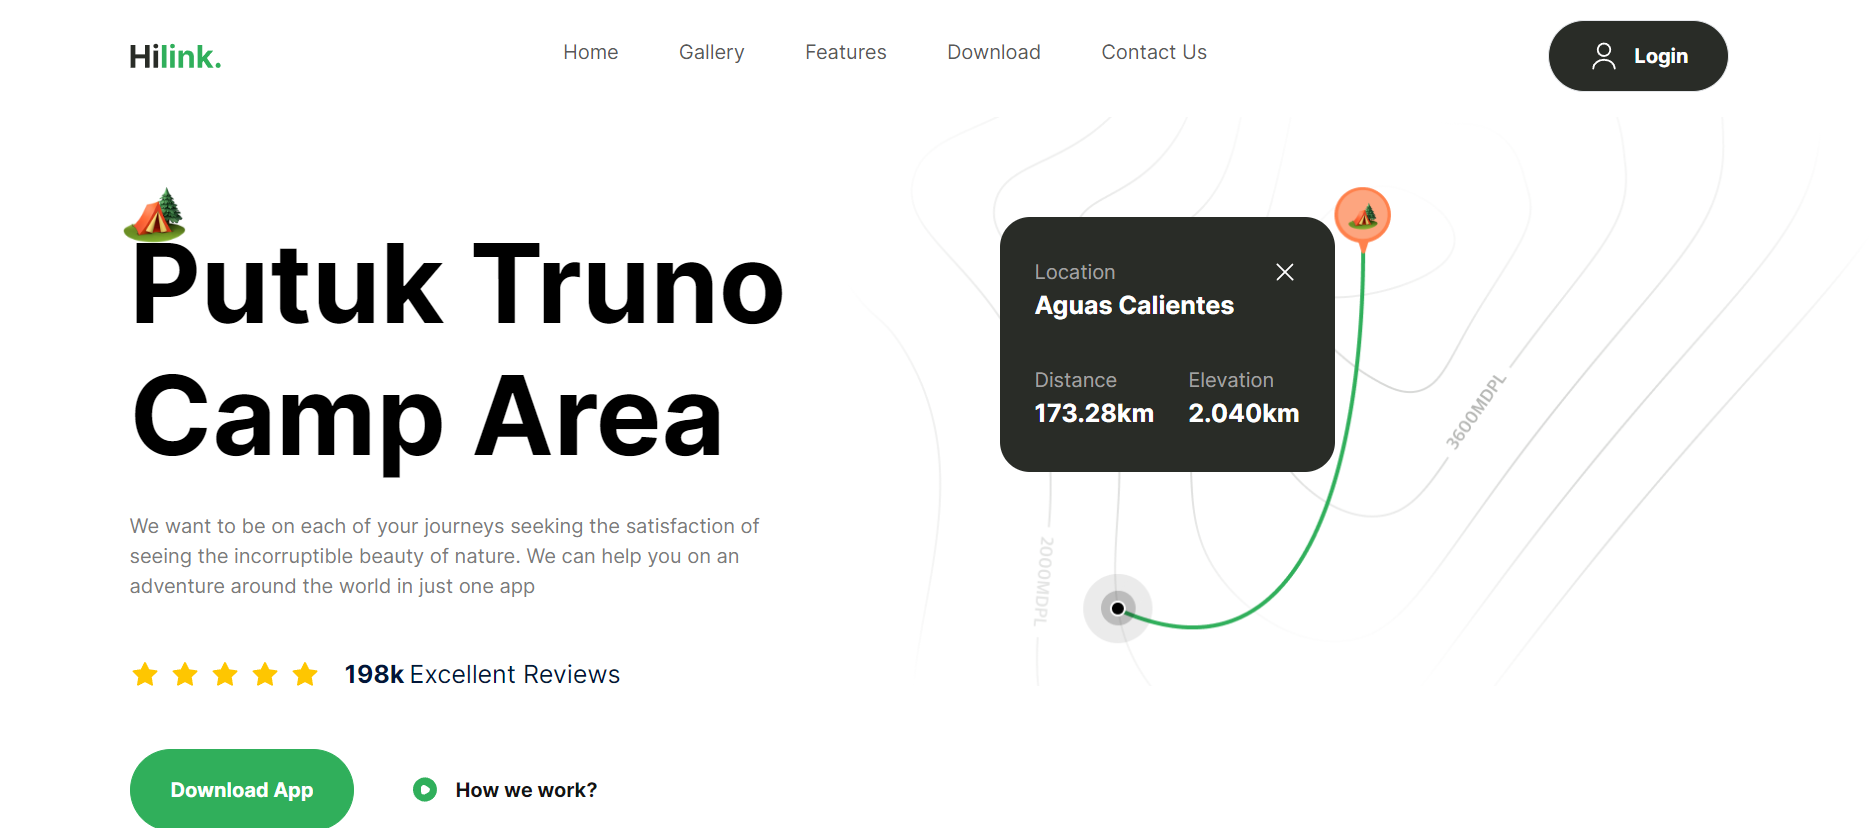 Hilink.
Home
Gallery
Features
Download
Contact Us
Login
Putuk Truno
Camp Area
We want to be on each of your journeys seeking the satisfaction of
seeing the incorruptible beauty of nature. We can help you on an
adventure around the world in just one app
198k Excellent Reviews
Download App
How we work?
Location
Aguas Calientes
Distance
Elevation
173.28km
2.040km
3600MDPL
2000MDPL